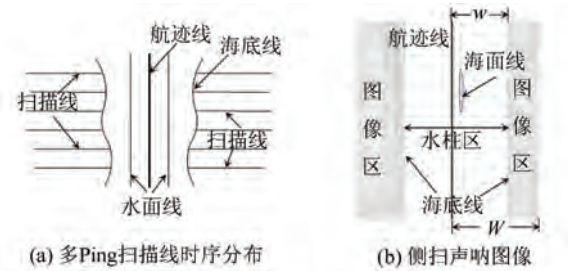 航迹线
海底线
扫描线
扫描线
水面线
(a) 多Ping扫描线时序分布
w
航迹线
海面线
图像区
图像区
水柱区
海底线
W
(b) 侧扫声呐图像